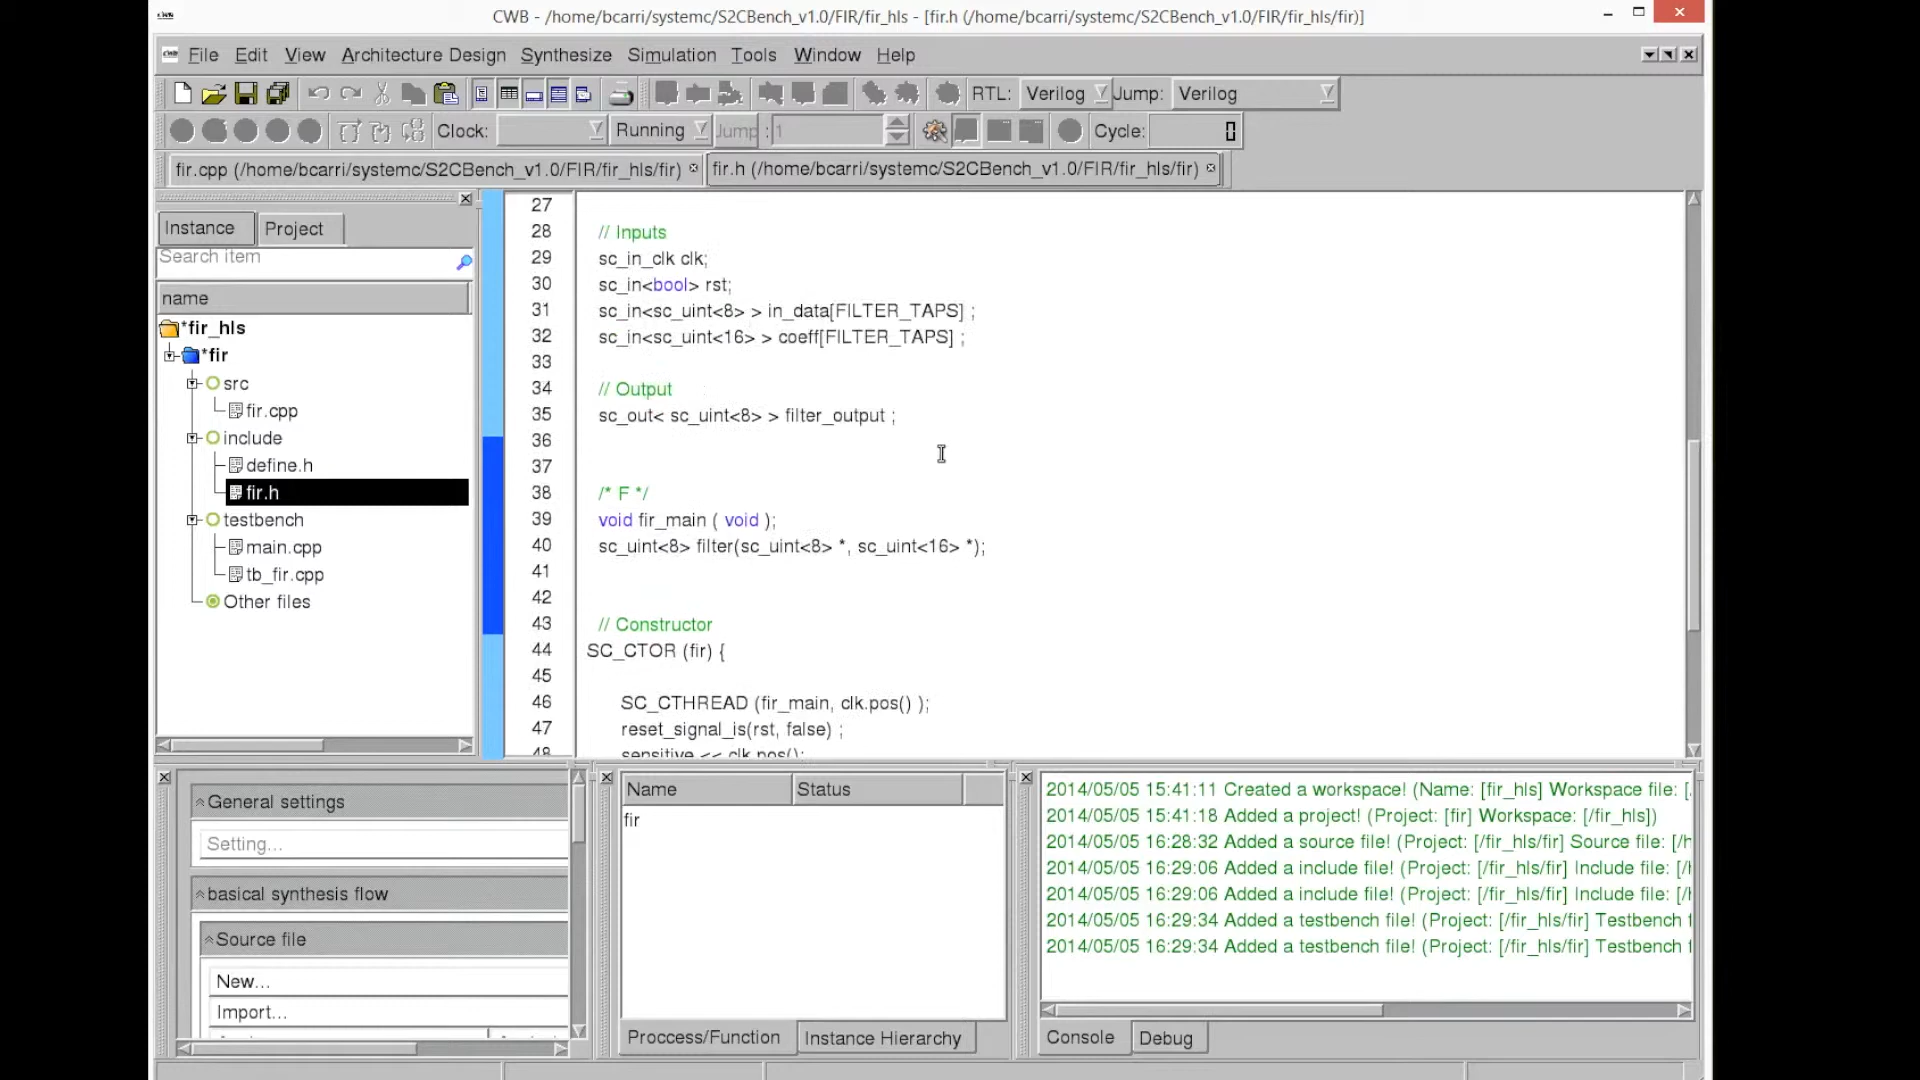 CWB - /home/bcarri/systemc/S2CBench_v1.0/FIR/fir_hls - [fir.h (/home/bcarri/systemc/S2CBench_v1.0/FIR/fir_hls/fir)]
File Edit View Architecture Design Synthesize Simulation Tools Window Help
RTL: Verilog Jump: Verilog
Clock: Running Jump : 1 Cycle: 0
fir.cpp (/home/bcarri/systemc/S2CBench_v1.0/FIR/fir_hls/fir) fir.h (/home/bcarri/systemc/S2CBench_v1.0/FIR/fir_hls/fir)
Instance Project
Search item
name
*fir_hls
*fir
src
fir.cpp
include
define.h
fir.h
testbench
main.cpp
tb_fir.cpp
Other files
27
28 // Inputs
29 sc_in_clk clk;
30 sc_in<bool> rst;
31 sc_in<sc_uint<8> > in_data[FILTER_TAPS] ;
32 sc_in<sc_uint<16> > coeff[FILTER_TAPS] ;
33
34 // Output
35 sc_out< sc_uint<8> > filter_output ;
36
37
38 /* F */
39 void fir_main ( void );
40 sc_uint<8> filter(sc_uint<8> *, sc_uint<16> *);
41
42
43 // Constructor
44 SC_CTOR (fir) {
45
46 SC_CTHREAD (fir_main, clk.pos() );
47 reset_signal_is(rst, false) ;
48 sensitive << clk.pos();
General settings
Setting...
basical synthesis flow
Source file
New...
Import...
Name Status
fir
Proccess/Function Instance Hierarchy
2014/05/05 15:41:11 Created a workspace! (Name: [fir_hls] Workspace file: [
2014/05/05 15:41:18 Added a project! (Project: [fir] Workspace: [/fir_hls])
2014/05/05 16:28:32 Added a source file! (Project: [/fir_hls/fir] Source file: [/h
2014/05/05 16:29:06 Added a include file! (Project: [/fir_hls/fir] Include file: [/
2014/05/05 16:29:06 Added a include file! (Project: [/fir_hls/fir] Include file: [/
2014/05/05 16:29:34 Added a testbench file! (Project: [/fir_hls/fir] Testbench f
2014/05/05 16:29:34 Added a testbench file! (Project: [/fir_hls/fir] Testbench f
Console Debug